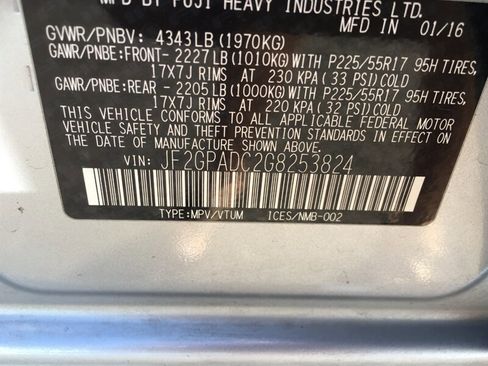 MFD BY FUJI HEAVY INDUSTRIES LTD.
MFD IN 01/16
GVWR/PNBV: 4343LB (1970KG)
GAWR/PNBE:FRONT- 2227LB (1010KG)WITH P225/55R17 95H TIRES,
17X7J RIMS AT 230 KPA(33 PSI)COLD
GAWR/PNBE:REAR - 2205LB (1000KG)WITH P225/55R17 95H TIRES,
17X7J RIMS AT 220 KPA(32 PSI)COLD
THIS VEHICLE CONFORMS TO ALL APPLICABLE FEDERAL MOTOR
VEHICLE SAFETY AND BUMPER STANDARDS IN EFFECT ON
THE DATE OF MANUFACTURE SHOWN ABOVE.
VIN: JF2GPADC2G8253824
TYPE:MPV/VTUM ICES/NMB-002